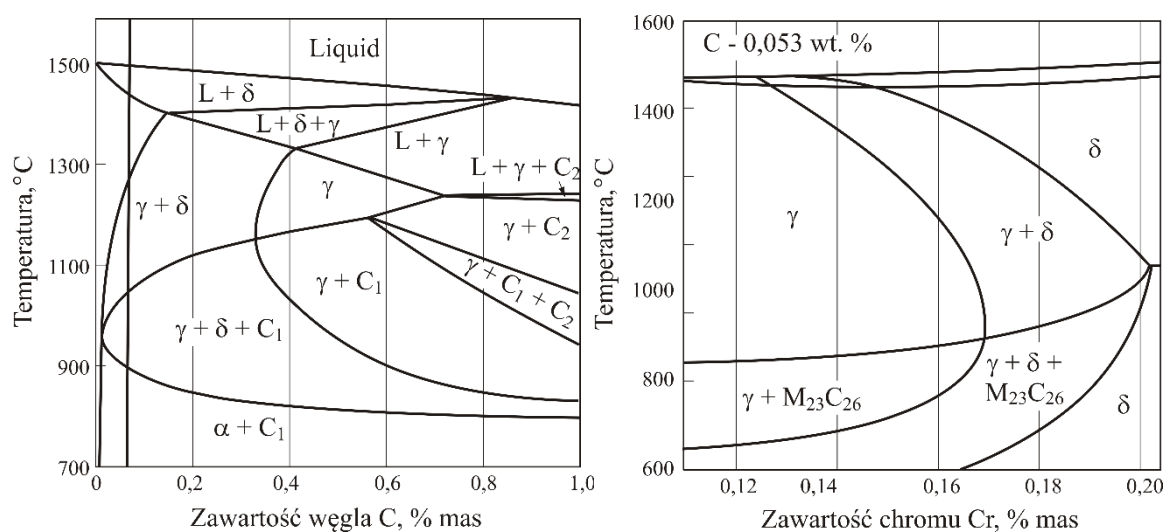 Liquid
1500
L + δ
L + δ + γ
L + γ
1300
L + γ + C₂
γ
γ + δ
γ + C₂
1100
γ + C₁ + C₂
γ + C₁
γ + δ + C₁
900
α + C₁
700
0
0,2
0,4
0,6
0,8
1,0
Temperatura,°C
Zawartość węgla C, % mas
1600
C - 0,053 wt. %
1400
δ
1200
γ
γ + δ
1000
γ + δ +
M₂₃C₂₆
800
γ + M₂₃C₂₆
δ
600
0,12
0,14
0,16
0,18
0,20
Temperatura,°C
Zawartość chromu Cr, % mas